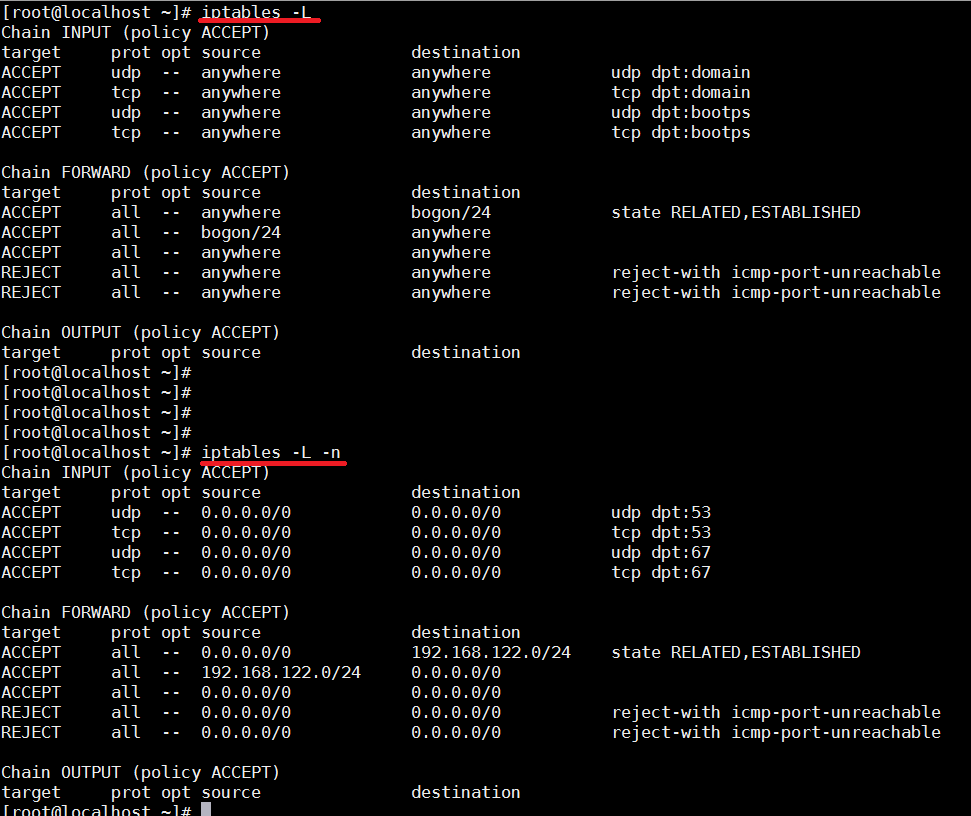 [root@localhost ~]# iptables -L
Chain INPUT (policy ACCEPT)
target     prot opt source               destination
ACCEPT     udp  --  anywhere             anywhere            udp dpt:domain
ACCEPT     tcp  --  anywhere             anywhere            tcp dpt:domain
ACCEPT     udp  --  anywhere             anywhere            udp dpt:bootps
ACCEPT     tcp  --  anywhere             anywhere            tcp dpt:bootps

Chain FORWARD (policy ACCEPT)
target     prot opt source               destination
ACCEPT     all  --  anywhere             bogon/24            state RELATED,ESTABLISHED
ACCEPT     all  --  bogon/24             anywhere
ACCEPT     all  --  anywhere             anywhere
REJECT     all  --  anywhere             anywhere            reject-with icmp-port-unreachable
REJECT     all  --  anywhere             anywhere            reject-with icmp-port-unreachable

Chain OUTPUT (policy ACCEPT)
target     prot opt source               destination
[root@localhost ~]#
[root@localhost ~]#
[root@localhost ~]#
[root@localhost ~]#
[root@localhost ~]# iptables -L -n
Chain INPUT (policy ACCEPT)
target     prot opt source               destination
ACCEPT     udp  --  0.0.0.0/0            0.0.0.0/0           udp dpt:53
ACCEPT     tcp  --  0.0.0.0/0            0.0.0.0/0           tcp dpt:53
ACCEPT     udp  --  0.0.0.0/0            0.0.0.0/0           udp dpt:67
ACCEPT     tcp  --  0.0.0.0/0            0.0.0.0/0           tcp dpt:67

Chain FORWARD (policy ACCEPT)
target     prot opt source               destination
ACCEPT     all  --  0.0.0.0/0            192.168.122.0/24    state RELATED,ESTABLISHED
ACCEPT     all  --  192.168.122.0/24     0.0.0.0/0
ACCEPT     all  --  0.0.0.0/0            0.0.0.0/0
REJECT     all  --  0.0.0.0/0            0.0.0.0/0           reject-with icmp-port-unreachable
REJECT     all  --  0.0.0.0/0            0.0.0.0/0           reject-with icmp-port-unreachable

Chain OUTPUT (policy ACCEPT)
target     prot opt source               destination
[root@localhost ~]#